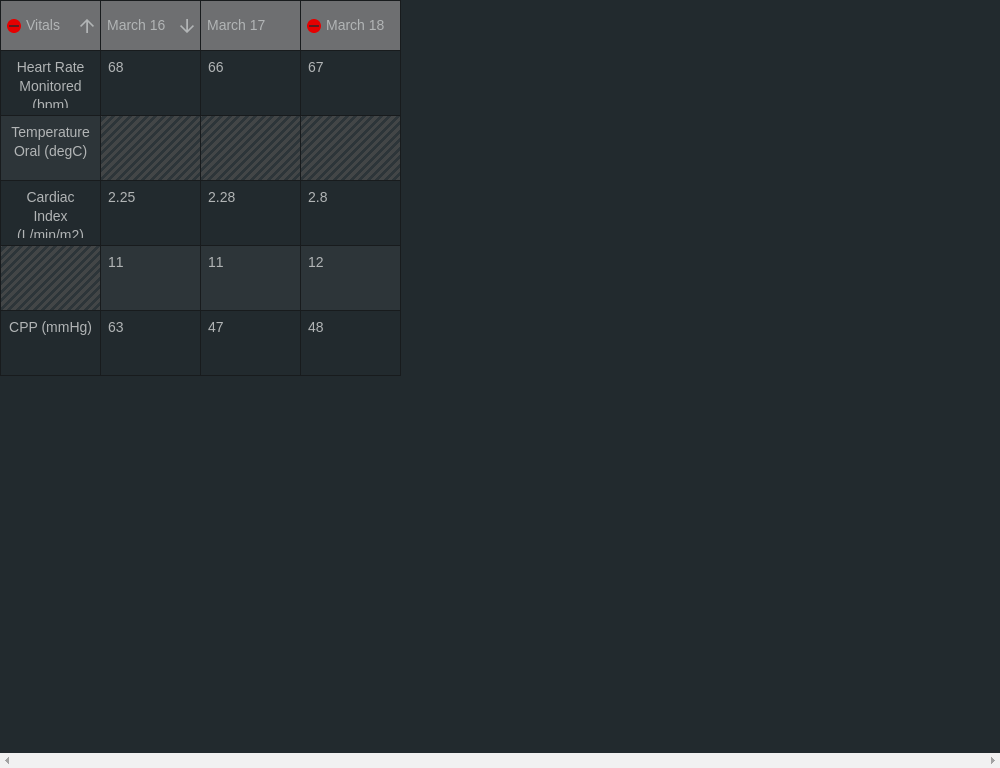 Vitals March 16 March 17 March 18
Heart Rate 68 66 67
Monitored
(bpm)
Temperature
Oral (degC)
Cardiac 2.25 2.28 2.8
Index
(L/min/m2)
11 11 12
CPP (mmHg) 63 47 48